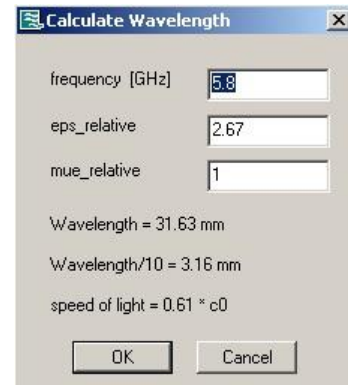 Calculate Wavelength
frequency [GHz] 5.8
eps_relative 2.67
mue_relative 1
Wavelength = 31.63 mm
Wavelength/10 = 3.16 mm
speed of light = 0.61 * c0
OK Cancel